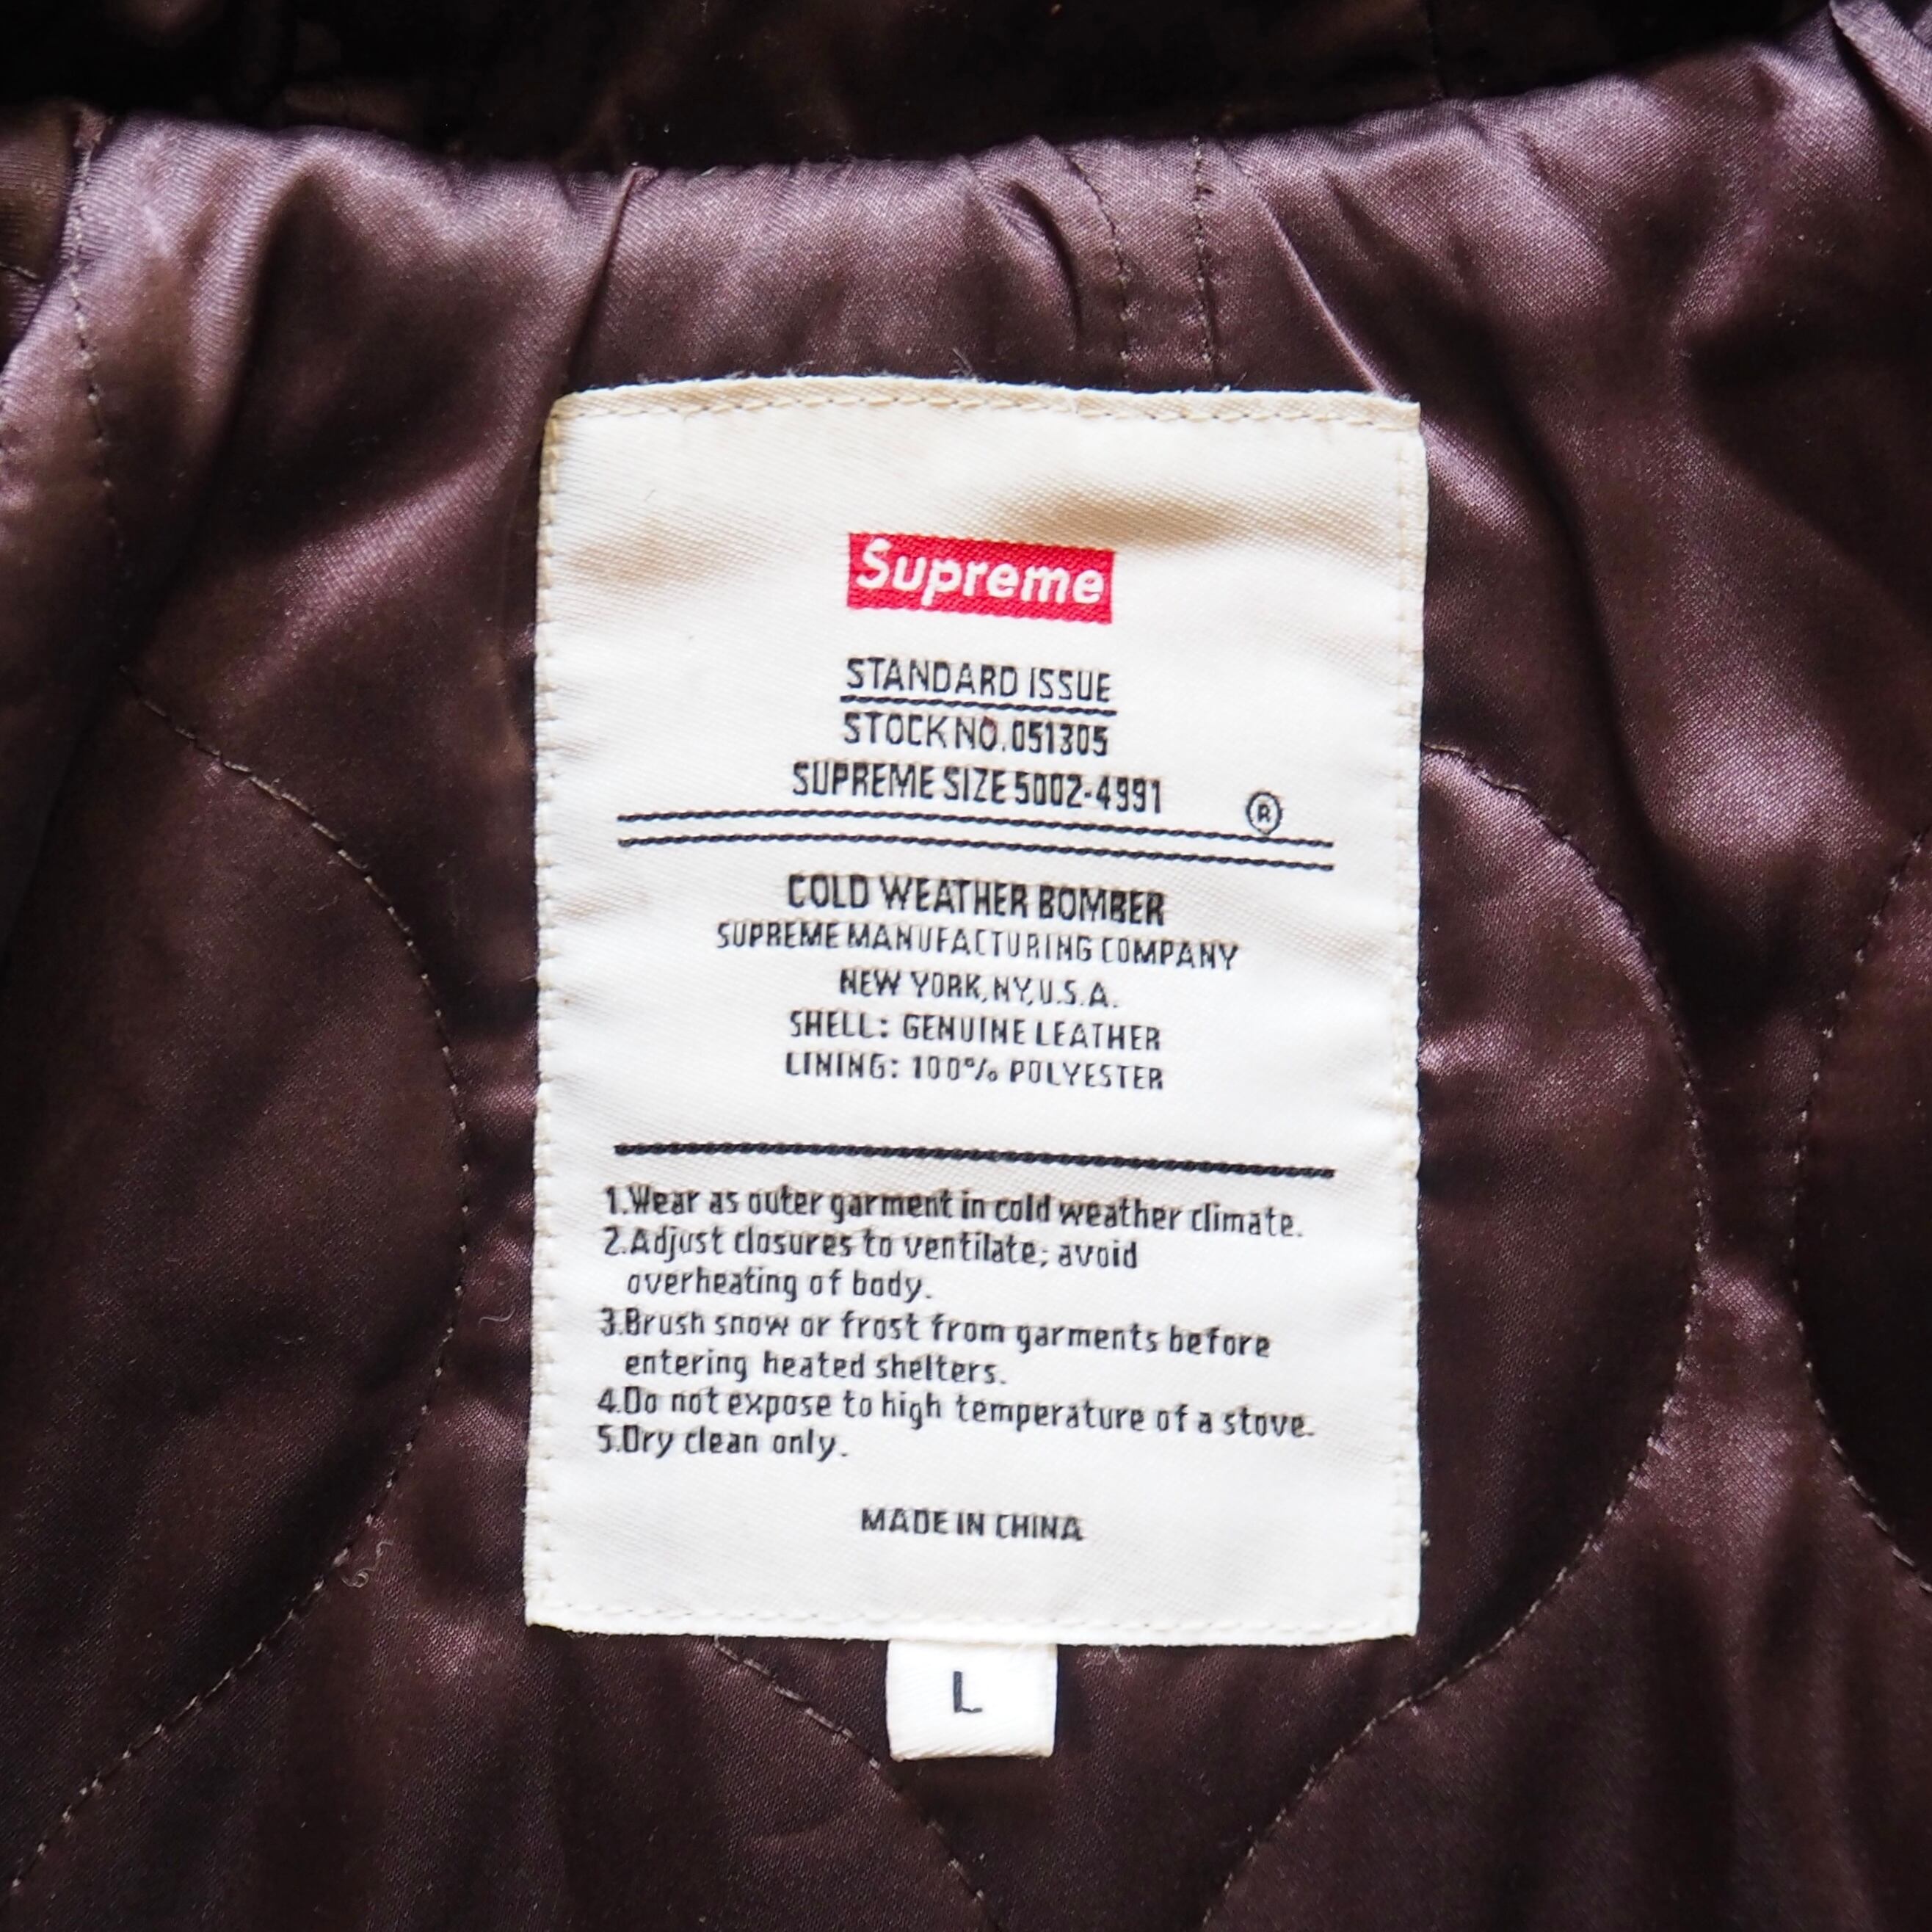 Supreme
STANDARD ISSUE
STOCK NO. 051305
SUPREME SIZE 5002-4991 ®
COLD WEATHER BOMBER
SUPREME MANUFACTURING COMPANY
NEW YORK, NY, U.S.A.
SHELL: GENUINE LEATHER
LINING: 100% POLYESTER
1.Wear as outer garment in cold weather climate.
2.Adjust closures to ventilate; avoid
overheating of body.
3.Brush snow or frost from garments before
entering heated shelters.
4.Do not expose to high temperature of a stove.
5.Dry clean only.
MADE IN CHINA
L